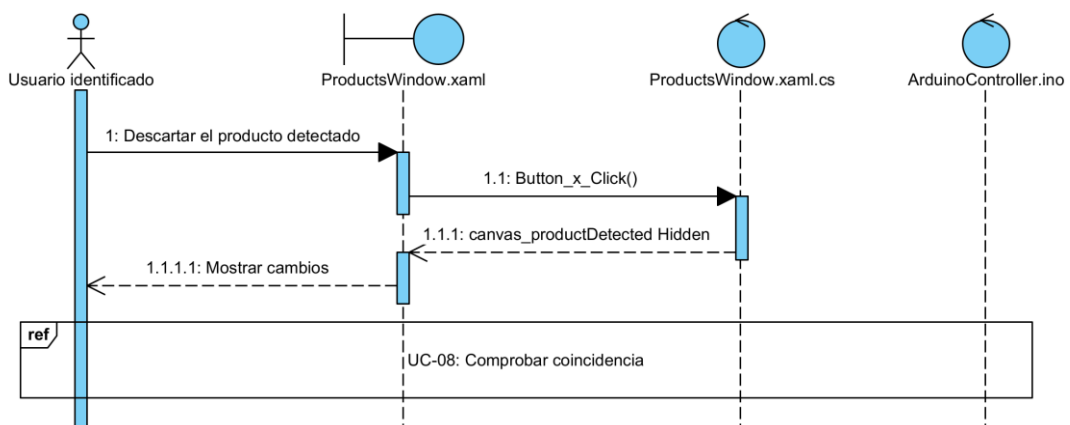 Usuario identificado
ProductsWindow.xaml
ProductsWindow.xaml.cs
ArduinoController.ino
1: Descartar el producto detectado
1.1: Button_x_Click()
1.1.1: canvas_productDetected Hidden
1.1.1.1: Mostrar cambios
ref
UC-08: Comprobar coincidencia